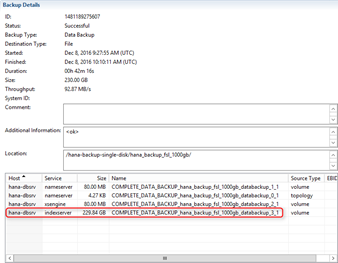 Backup Details
ID: 1481189275607
Status: Successful
Backup Type: Data Backup
Destination Type: File
Started: Dec 8, 2016 9:27:55 AM (UTC)
Finished: Dec 8, 2016 10:10:11 AM (UTC)
Duration: 00h 42m 16s
Size: 230.00 GB
Throughput: 92.87 MB/s
System ID:
Comment:
Additional Information: <ok>
Location: /hana-backup-single-disk/hana_backup_fsl_1000gb/
Host Service Size Name Source Type EBID
hana-dbsrv nameserver 80.00 MB COMPLETE_DATA_BACKUP_hana_backup_fsl_1000gb_databackup_1_1 volume
hana-dbsrv nameserver 4.27 KB COMPLETE_DATA_BACKUP_hana_backup_fsl_1000gb_databackup_0_1 topology
hana-dbsrv xsengine 80.00 MB COMPLETE_DATA_BACKUP_hana_backup_fsl_1000gb_databackup_2_1 volume
hana-dbsrv indexserver 229.84 GB COMPLETE_DATA_BACKUP_hana_backup_fsl_1000gb_databackup_3_1 volume